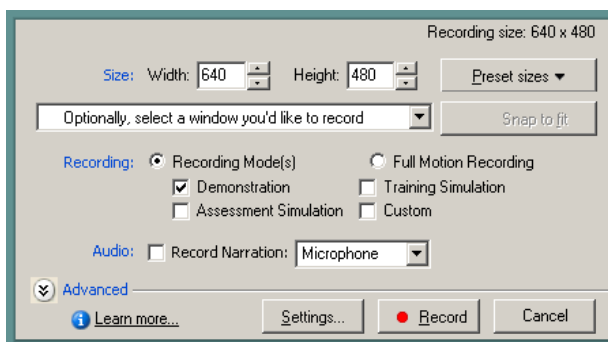 Recording size: 640 x 480
Size: Width: 640 Height: 480 Preset sizes
Optionally, select a window you'd like to record Snap to fit
Recording: Recording Mode(s) Full Motion Recording
Demonstration Training Simulation
Assessment Simulation Custom
Audio: Record Narration: Microphone
Advanced
Learn more... Settings... Record Cancel